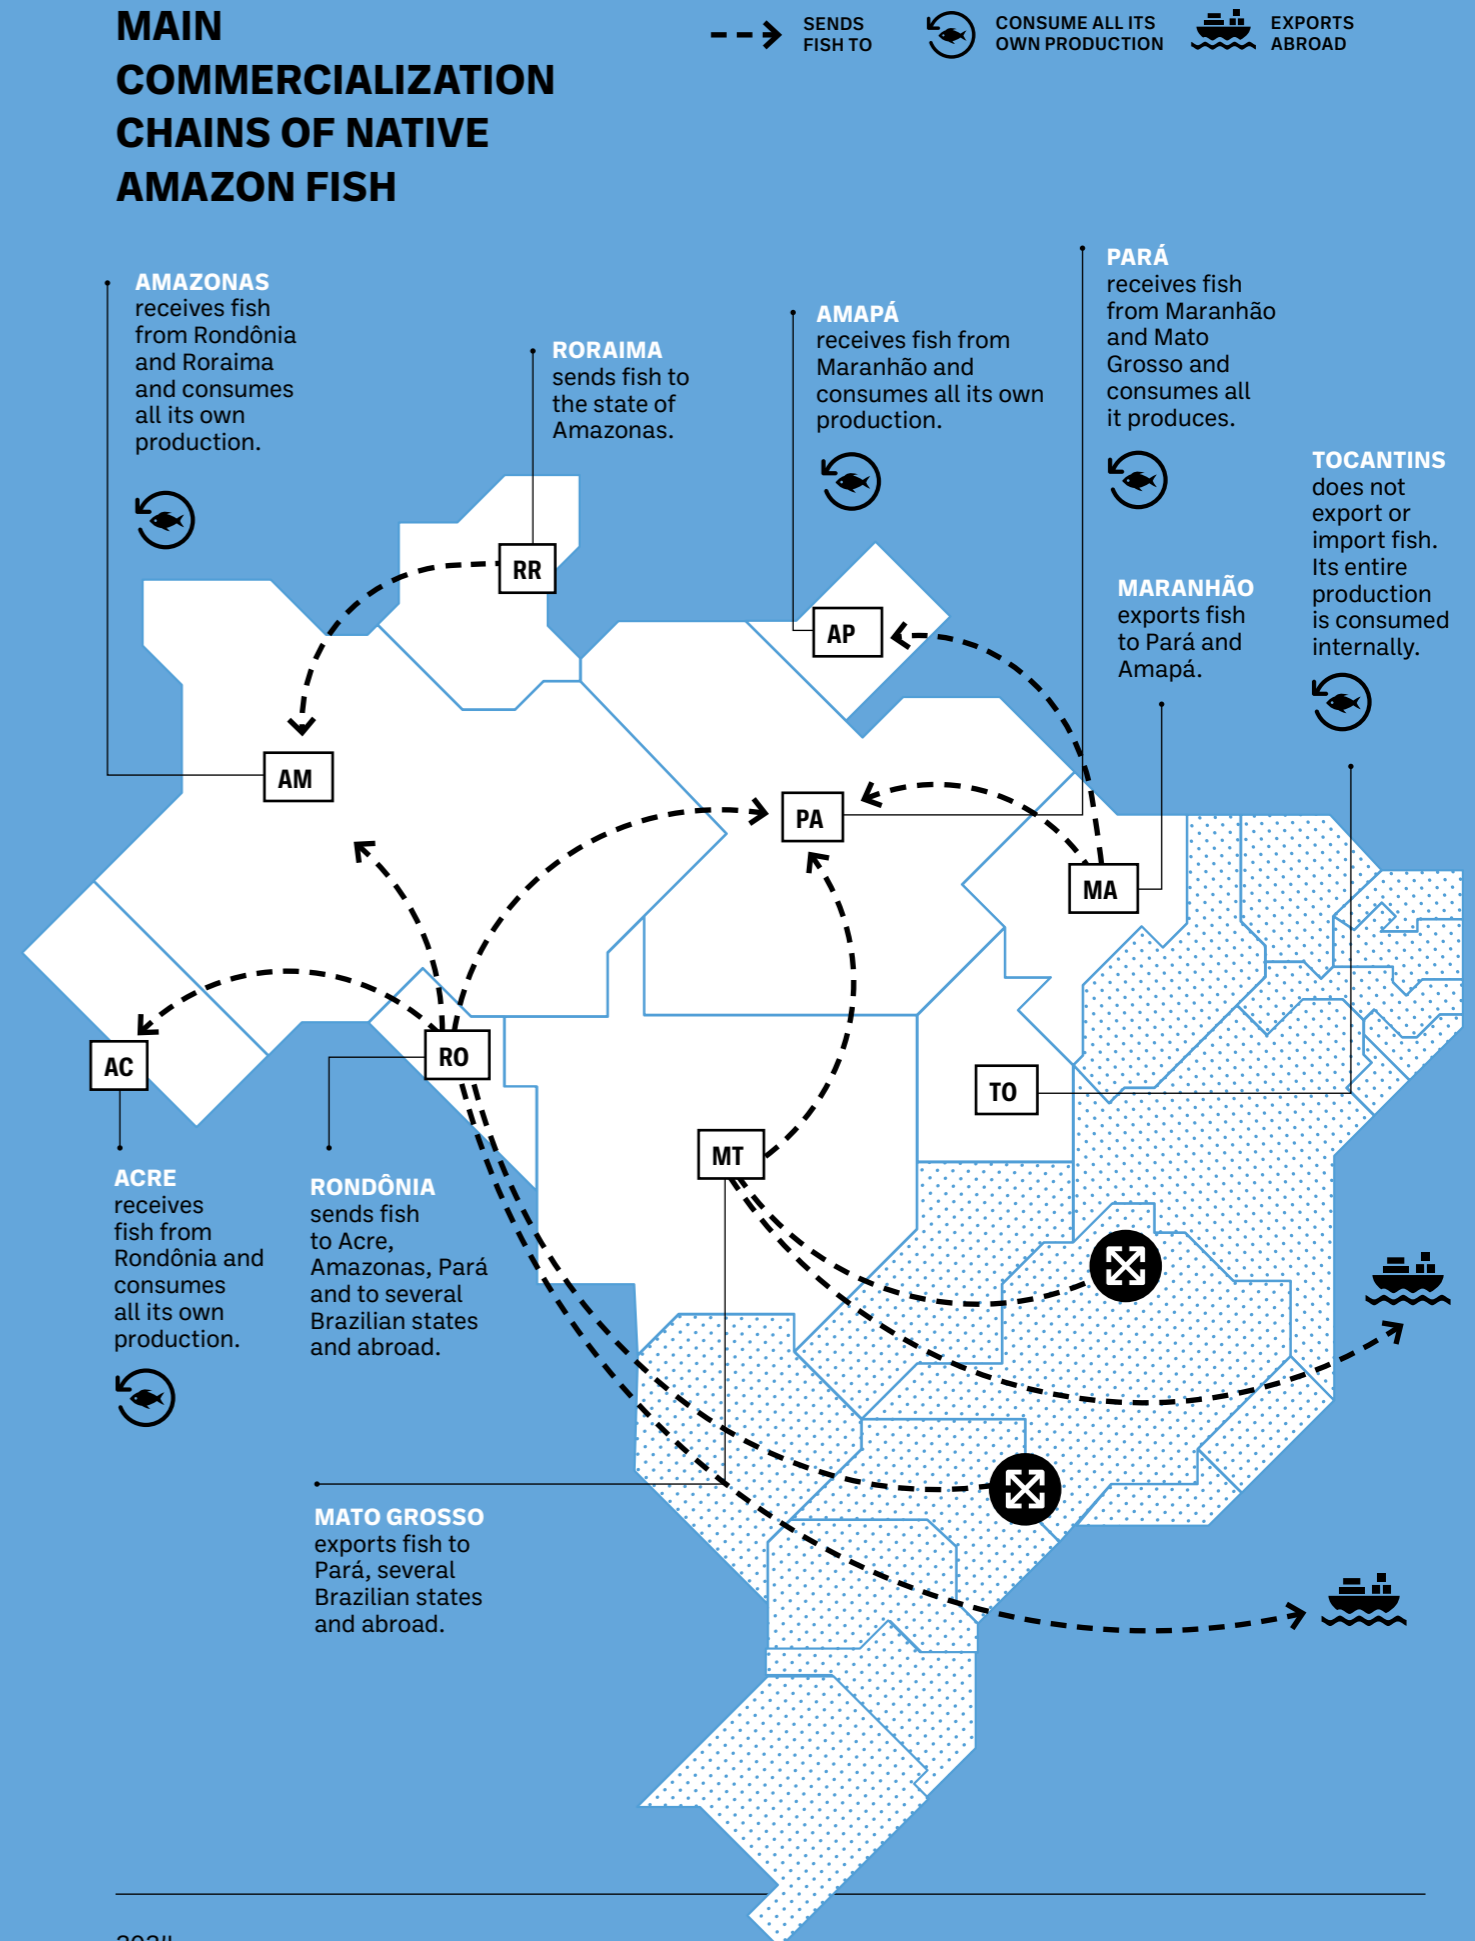 MAIN
COMMERCIALIZATION
CHAINS OF NATIVE
AMAZON FISH
SENDS
FISH TO
CONSUME ALL ITS
OWN PRODUCTION
EXPORTS
ABROAD
AMAZONAS
receives fish
from Rondônia
and Roraima
and consumes
all its own
production.
RORAIMA
sends fish to
the state of
Amazonas.
AMAPÁ
receives fish from
Maranhão and
consumes all its own
production.
PARÁ
receives fish
from Maranhão
and Mato
Grosso and
consumes all
it produces.
TOCANTINS
does not
export or
import fish.
Its entire
production
is consumed
internally.
MARANHÃO
exports fish
to Pará and
Amapá.
RR
AP
AM
PA
MA
AC
RO
TO
MT
ACRE
receives
fish from
Rondônia and
consumes
all its own
production.
RONDÔNIA
sends fish
to Acre,
Amazonas, Pará
and to several
Brazilian states
and abroad.
MATO GROSSO
exports fish to
Pará, several
Brazilian states
and abroad.